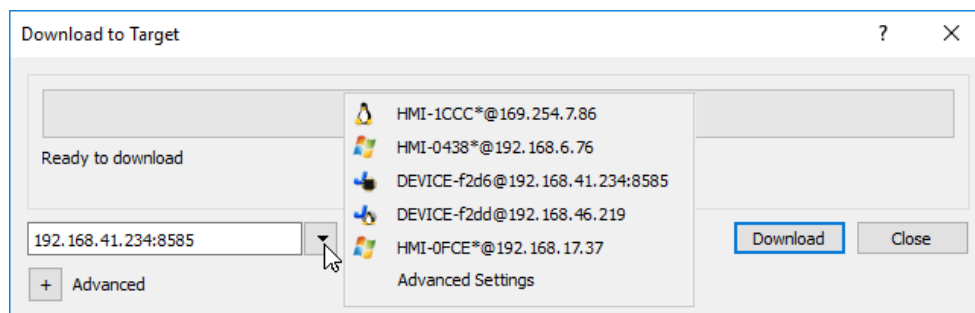 Download to Target
?
HMI-1CCC*@169.254.7.86
HMI-0438*@192.168.6.76
Ready to download
DEVICE-f2d6@192.168.41.234:8585
DEVICE-f2dd@192.168.46.219
192.168.41.234:8585
HMI-0FCE*@192.168.17.37
Download
Close
+ Advanced
Advanced Settings